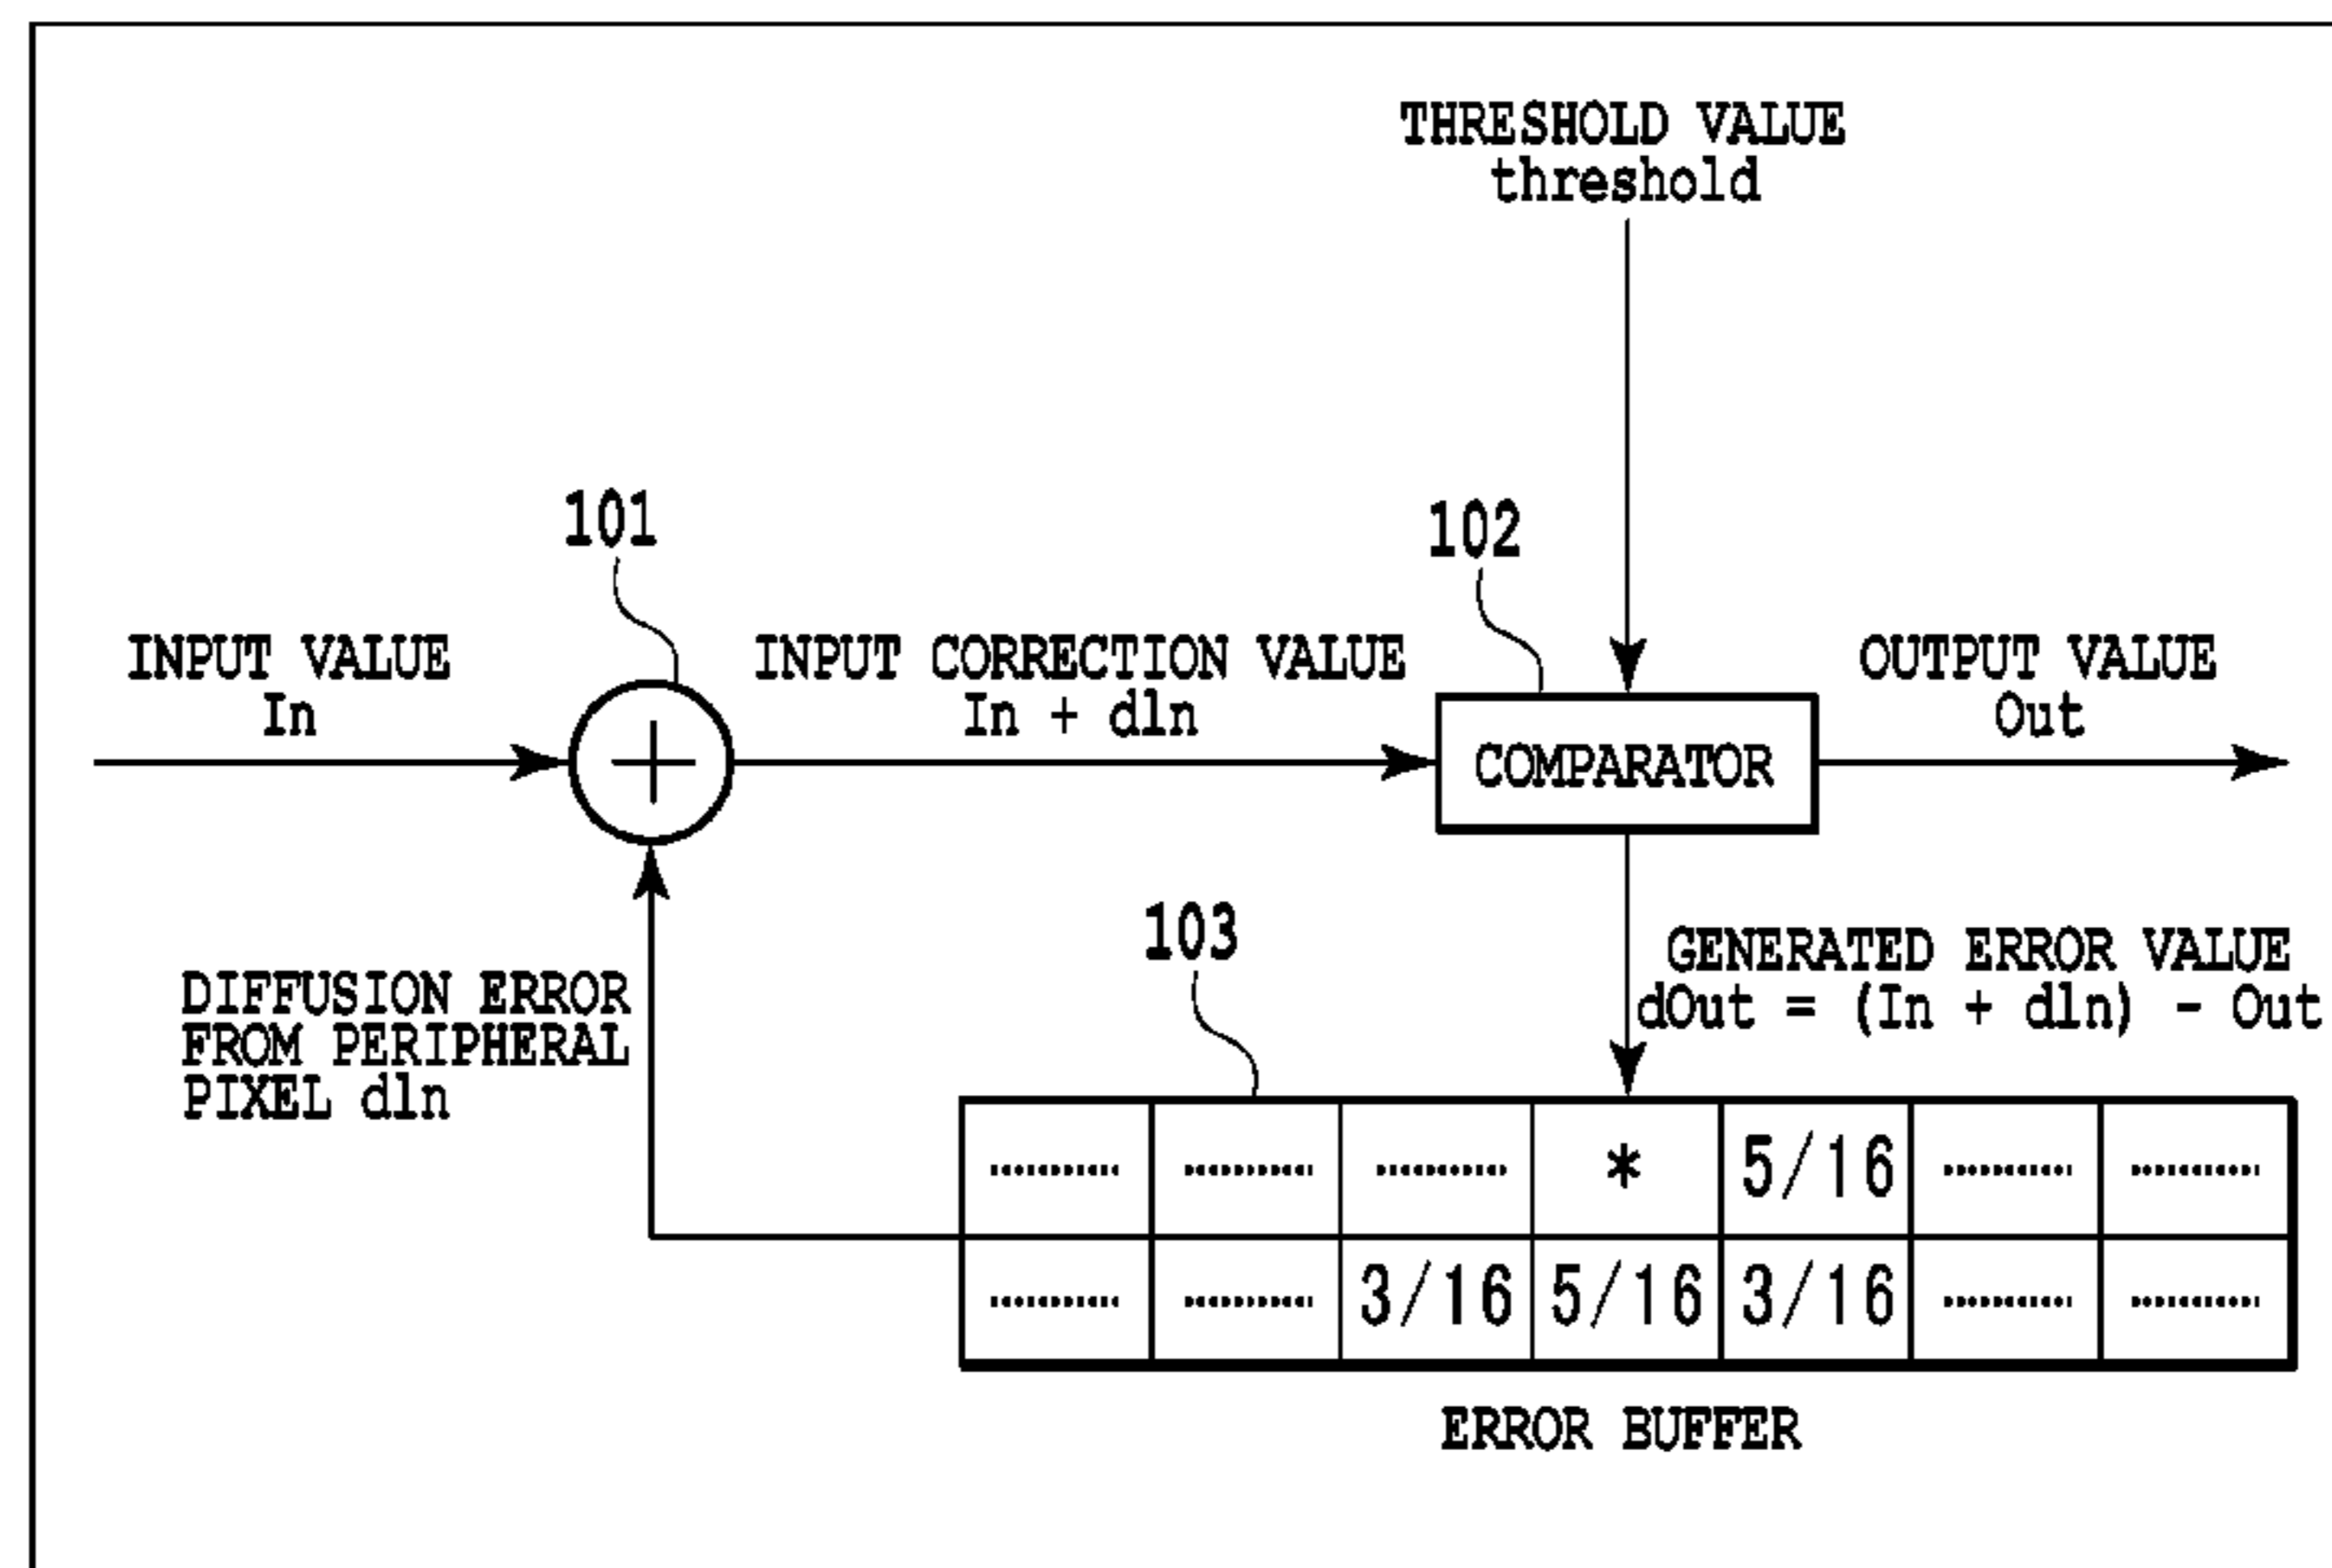 THRESHOLD VALUE
threshold
101
102
INPUT VALUE
In
INPUT CORRECTION VALUE
In + dln
OUTPUT VALUE
Out
COMPARATOR
103
GENERATED ERROR VALUE
dOut = (In + dln) - Out
DIFFUSION ERROR
FROM PERIPHERAL
PIXEL dln
* 5/16
3/16 5/16 3/16
ERROR BUFFER